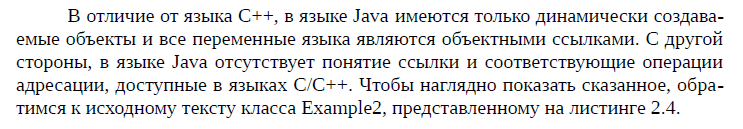 В отличие от языка C++, в языке Java имеются только динамически создава-
емые объекты и все переменные языка являются объектными ссылками. С другой
стороны, в языке Java отсутствует понятие ссылки и соответствующие операции
адресации, доступные в языках C/C++. Чтобы наглядно показать сказанное, обра-
тимся к исходному тексту класса Example2, представленному на листинге 2.4.